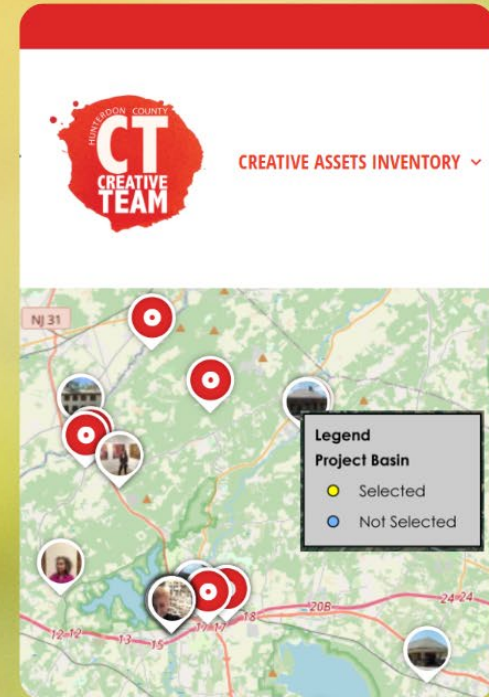 HUNTERDON COUNTY
CT
CREATIVE
TEAM
CREATIVE ASSETS INVENTORY
NJ 31
Legend
Project Basin
Selected
Not Selected
20B
24-24
18
17-17
12-12
13
15